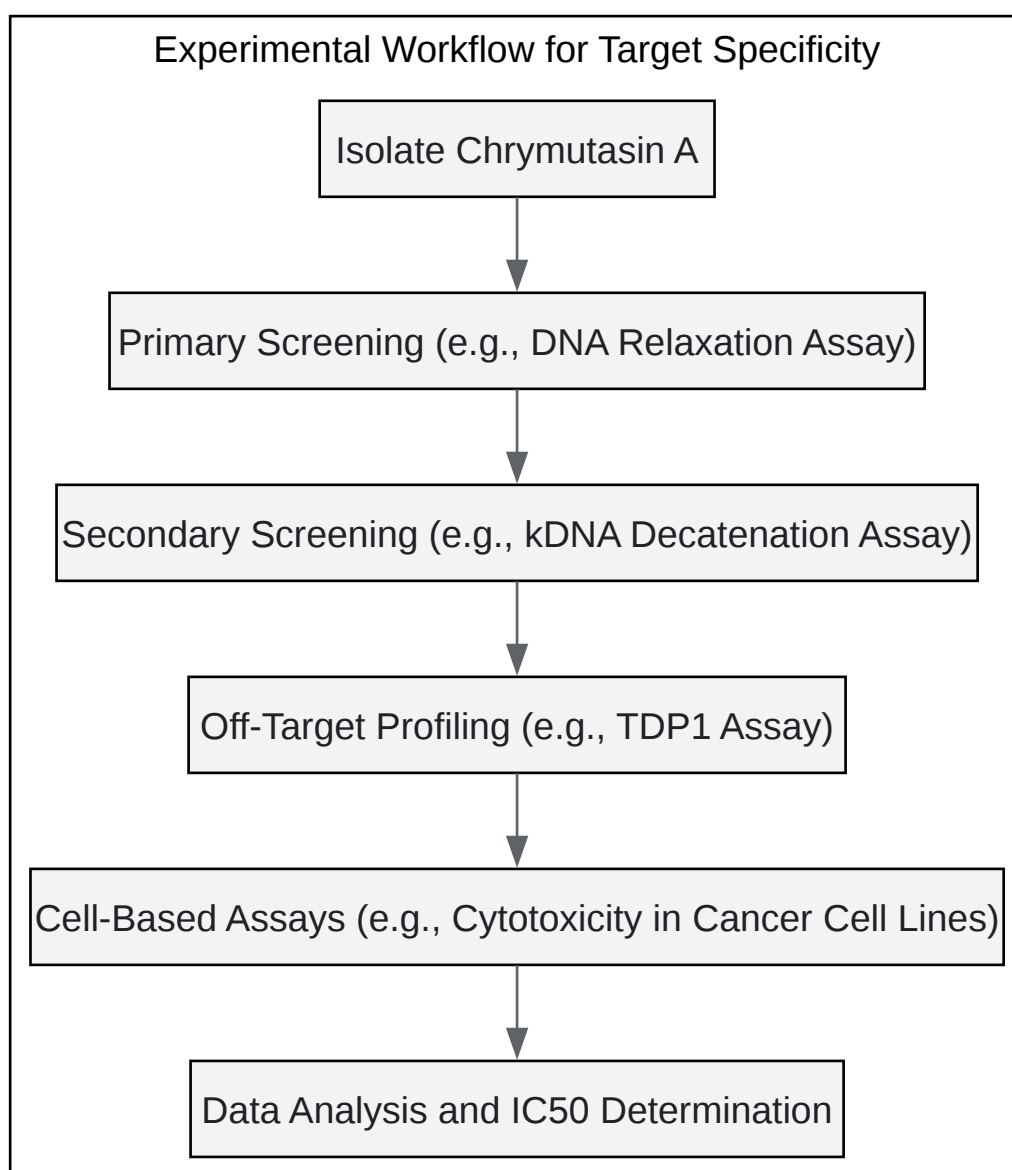 Experimental Workflow for Target Specificity
Isolate Chrymutasin A
Primary Screening (e.g., DNA Relaxation Assay)
Secondary Screening (e.g., kDNA Decatenation Assay)
Off-Target Profiling (e.g., TDP1 Assay)
Cell-Based Assays (e.g., Cytotoxicity in Cancer Cell Lines)
Data Analysis and IC50 Determination